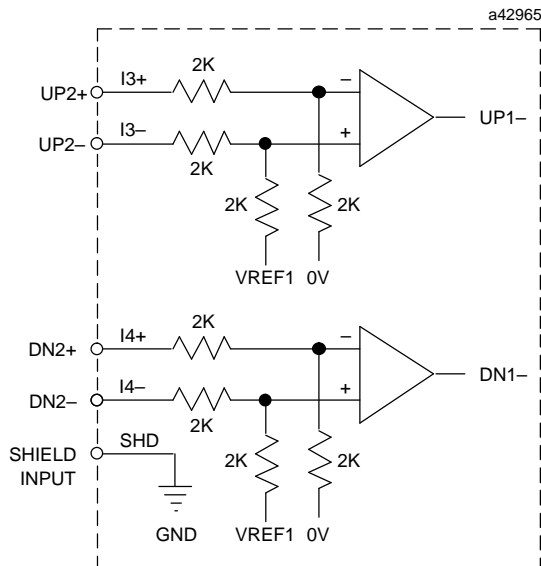 a42965
2K
UP2+ I3+ – UP1–
UP2– I3– +
2K
2K 2K
VREF1 0V
2K
DN2+ I4+ – DN1–
DN2– I4– +
2K
SHIELD INPUT SHD
2K 2K
GND VREF1 0V